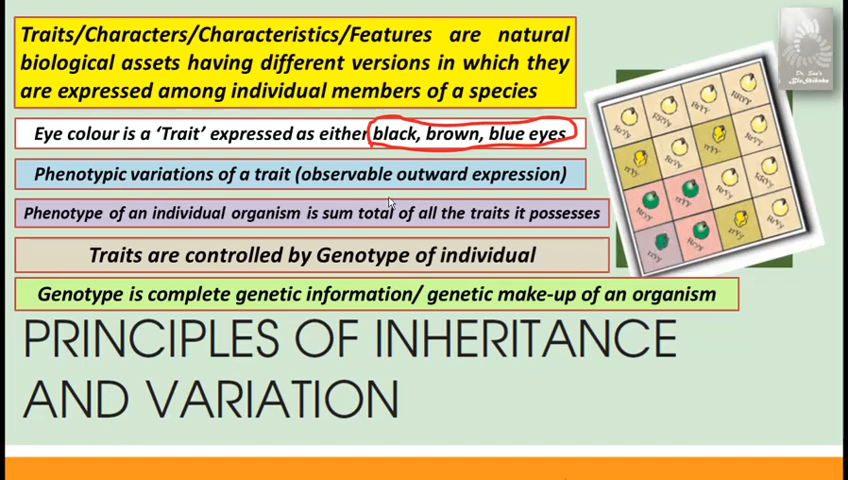 Traits/Characters/Characteristics/Features are natural
biological assets having different versions in which they
are expressed among individual members of a species
Eye colour is a 'Trait' expressed as either black, brown, blue eyes
Phenotypic variations of a trait (observable outward expression)
Phenotype of an individual organism is sum total of all the traits it possesses
Traits are controlled by Genotype of individual
Genotype is complete genetic information/ genetic make-up of an organism
PRINCIPLES OF INHERITANCE
AND VARIATION